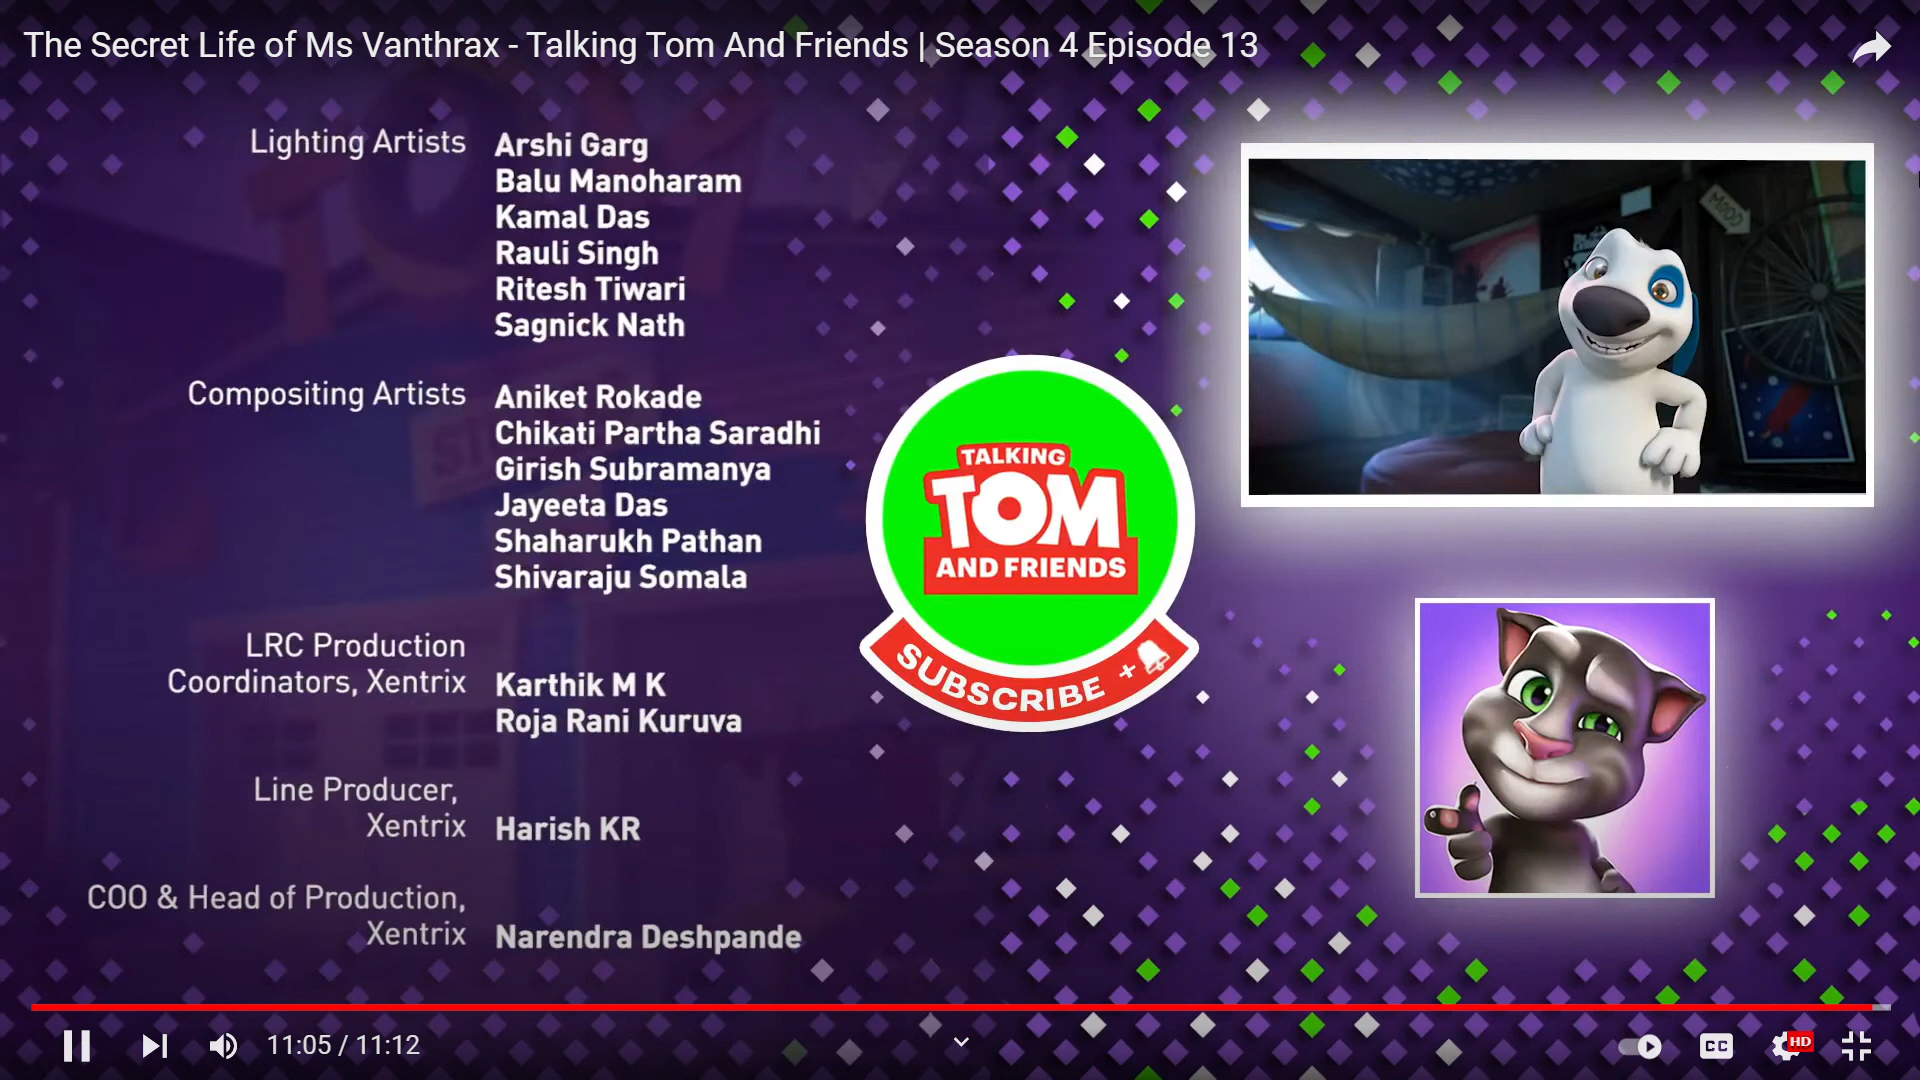 The Secret Life of Ms Vanthrax - Talking Tom And Friends | Season 4 Episode 13
Lighting Artists
Arshi Garg
Balu Manoharam
Kamal Das
Rauli Singh
Ritesh Tiwari
Sagnick Nath
Compositing Artists
Aniket Rokade
Chikati Partha Saradhi
Girish Subramanya
Jayeeta Das
Shaharukh Pathan
Shivaraju Somala
LRC Production
Coordinators, Xentrix
Karthik M K
Roja Rani Kuruva
Line Producer,
Xentrix
Harish KR
COO & Head of Production,
Xentrix
Narendra Deshpande
TALKING
TOM
AND FRIENDS
SUBSCRIBE +
MOOD
11:05 / 11:12
CC
HD